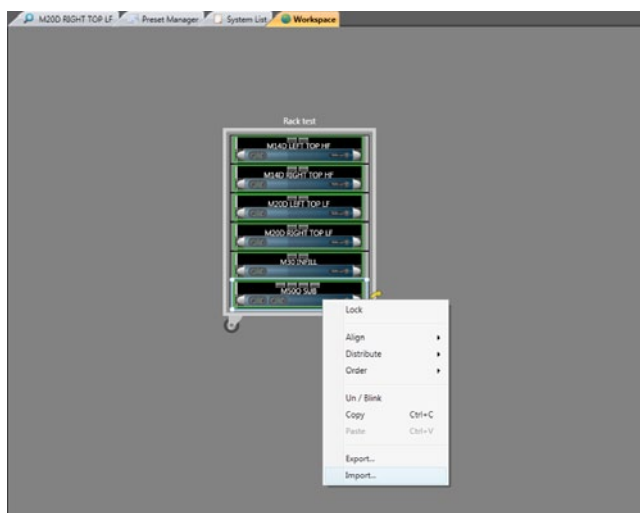 M20D RIGHT TOP LF
Preset Manager
System List
Workspace
Rack test
M14D LEFT TOP HF
M14D RIGHT TOP HF
M20D LEFT TOP LF
M20D RIGHT TOP LF
M30 INFILL
M50Q SUB
Lock
Align
Distribute
Order
Un / Blink
Copy Ctrl+C
Paste Ctrl+V
Export...
Import...